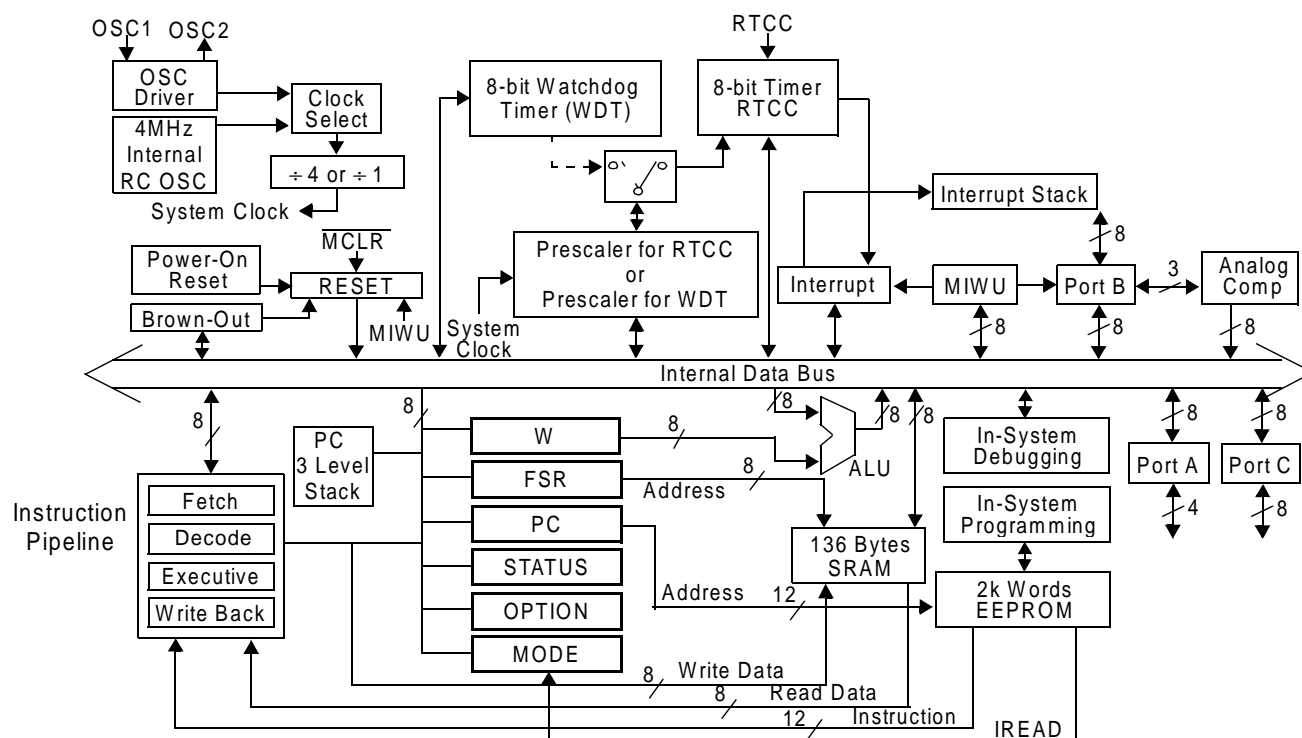 OSC1
OSC2
RTCC
OSC
Driver
Clock
Select
4MHz
Internal
RC OSC
÷ 4 or ÷ 1
System Clock
8-bit Watchdog
Timer (WDT)
8-bit Timer
RTCC
Interrupt Stack
8
MCLR
Power-On
Reset
RESET
Brown-Out
MIWU
System
Clock
Prescaler for RTCC
or
Prescaler for WDT
Interrupt
MIWU
Port B
3
Analog
Comp
8
8
8
Internal Data Bus
8
8
8
8
8
8
8
PC
3 Level
Stack
W
8
FSR
8
Address
PC
STATUS
OPTION
MODE
ALU
In-System
Debugging
Port A
Port C
4
8
In-System
Programming
Instruction
Pipeline
Fetch
Decode
Executive
Write Back
136 Bytes
SRAM
Address
12
2k Words
EEPROM
8
Write Data
8
Read Data
12
Instruction
IREAD